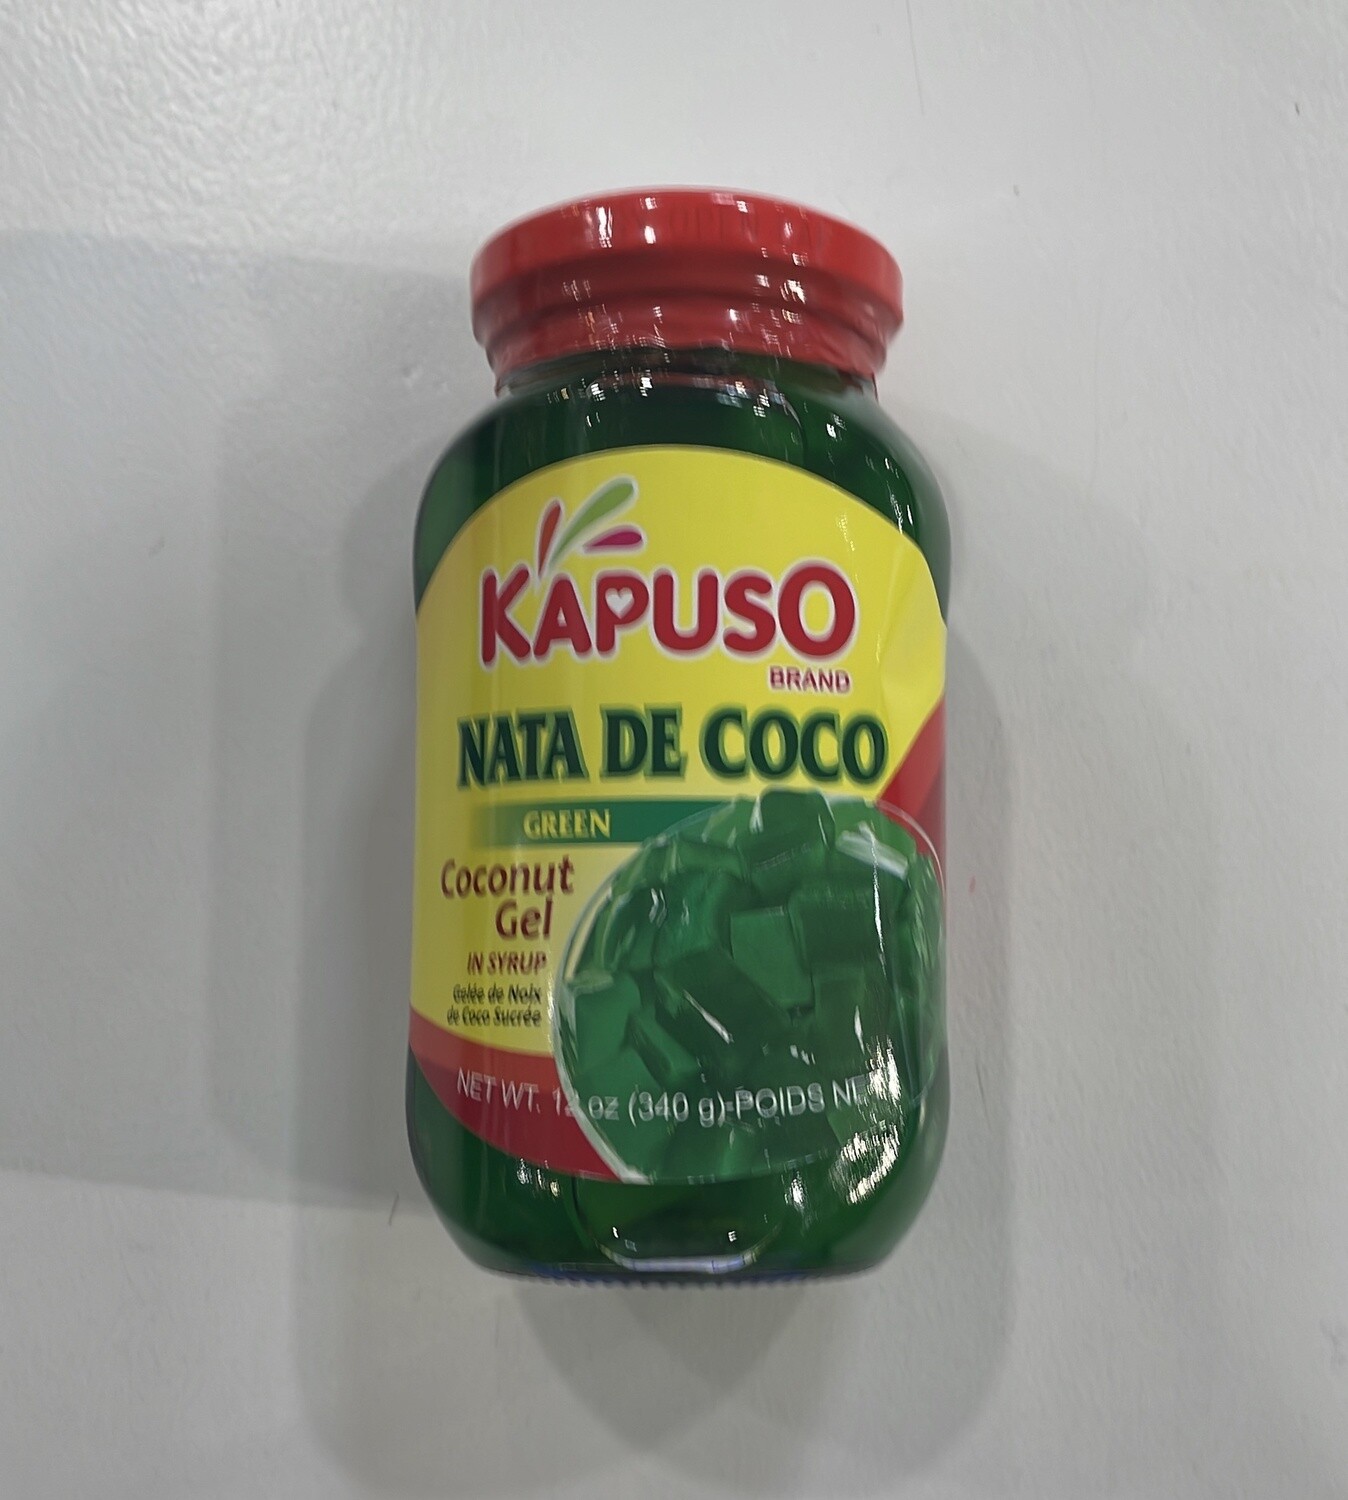 KAPUSO
BRAND
NATA DE COCO
GREEN
Coconut
Gel
IN SYRUP
Gelée de Noix
de Coco Sucrée
NET WT. 12 oz (340 g)-POIDS NET